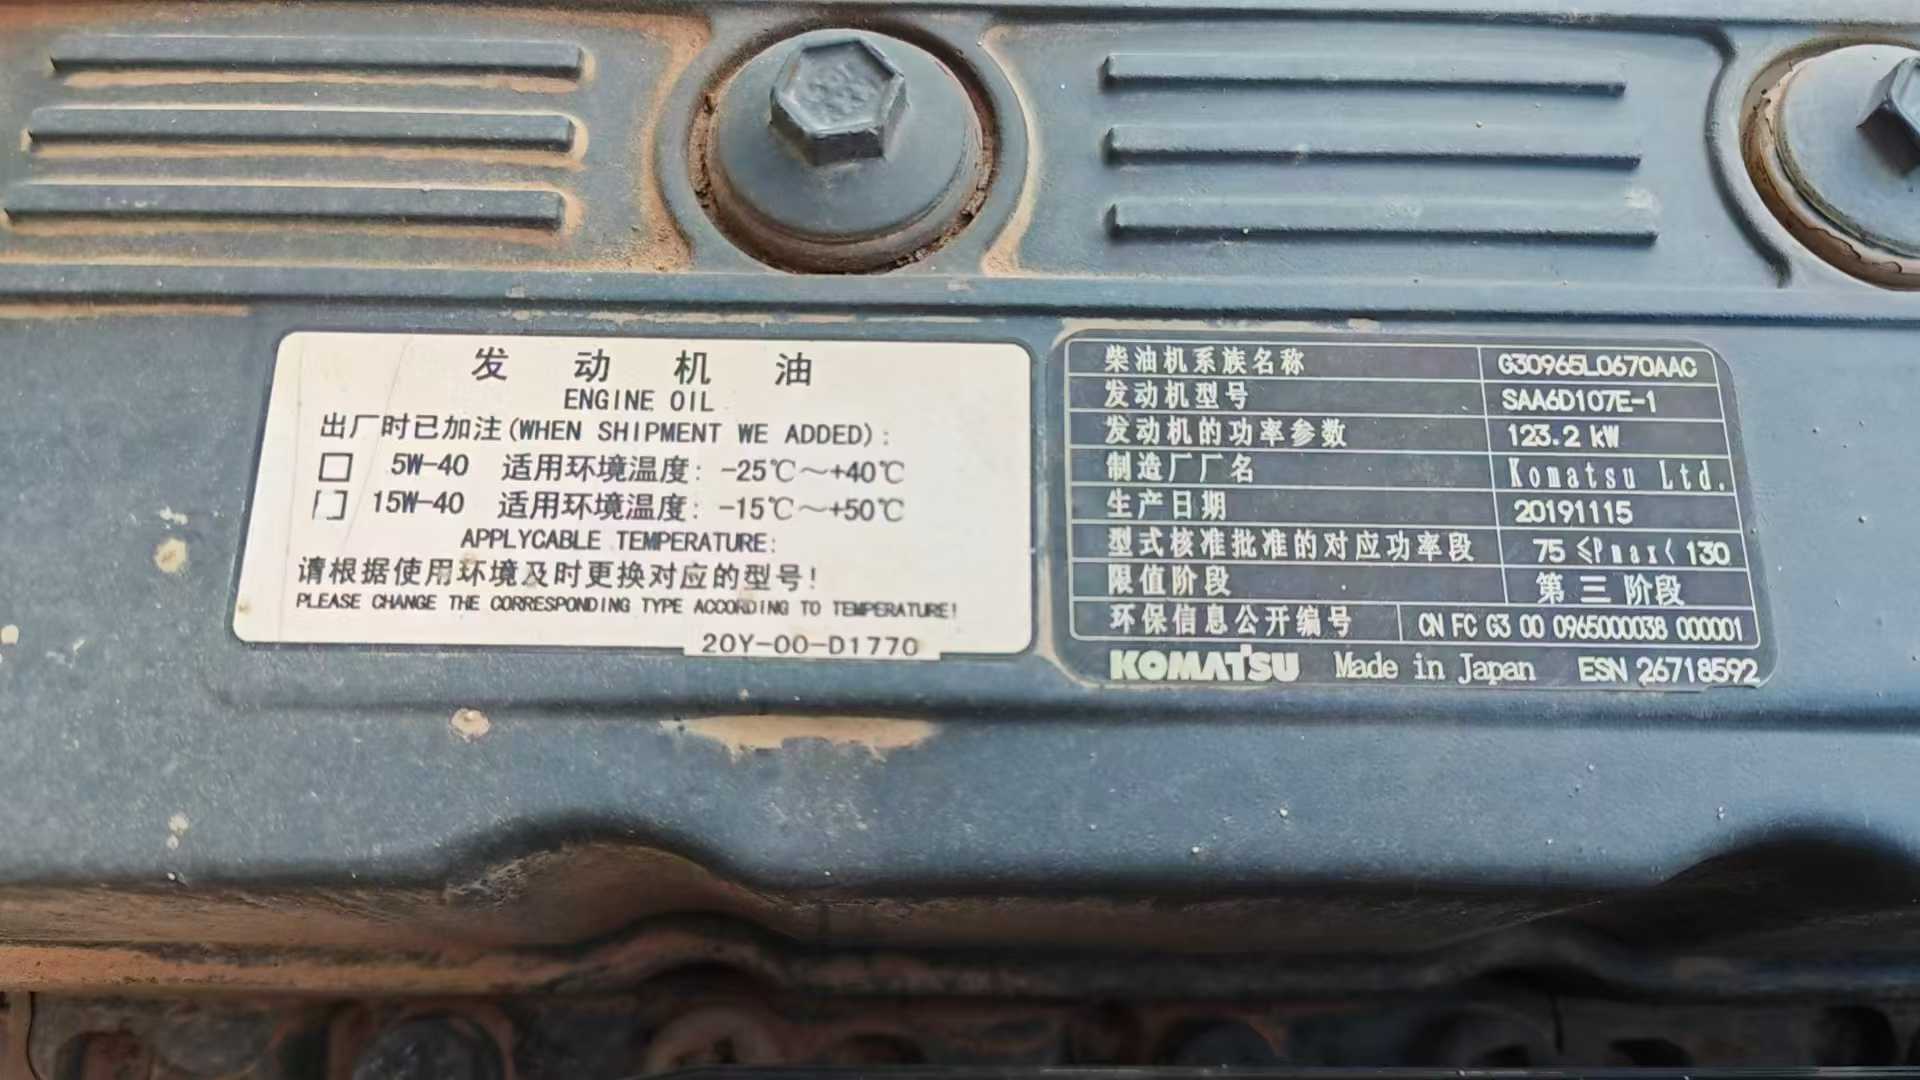 发动机油
ENGINE OIL
出厂时已加注(WHEN SHIPMENT WE ADDED):
5W-40 适用环境温度: -25℃~+40℃
15W-40 适用环境温度: -15℃~+50℃
APPLYCABLE TEMPERATURE:
请根据使用环境及时更换对应的型号!
PLEASE CHANGE THE CORRESPONDING TYPE ACCORDING TO TEMPERATURE!
20Y-00-D1770
柴油机系族名称 G30965L0670AAC
发动机型号 SAA6D107E-1
发动机的功率参数 123.2 kW
制造厂厂名 Komatsu Ltd.
生产日期 20191115
型式核准批准的对应功率段 75 ≤Pmax< 130
限值阶段 第三阶段
环保信息公开编号 CN FC G3 00 0965000038 000001
KOMATSU Made in Japan ESN 26718592